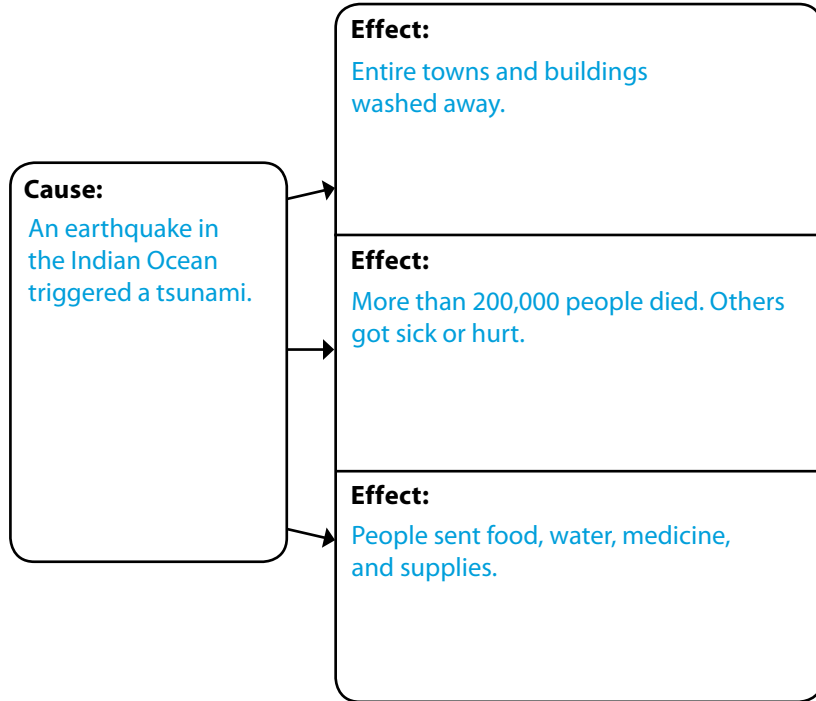 Cause:
An earthquake in
the Indian Ocean
triggered a tsunami.
Effect:
Entire towns and buildings
washed away.
Effect:
More than 200,000 people died. Others
got sick or hurt.
Effect:
People sent food, water, medicine,
and supplies.